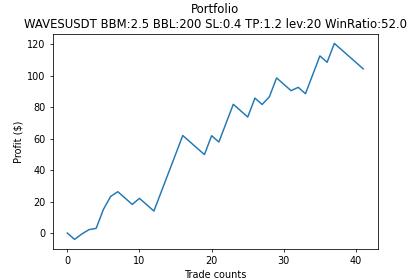 Portfolio
WAVESUSDT BBM:2.5 BBL:200 SL:0.4 TP:1.2 lev:20 WinRatio:52.0
120
100
80
60
40
20
0
Profit ($)
0 10 20 30 40
Trade counts